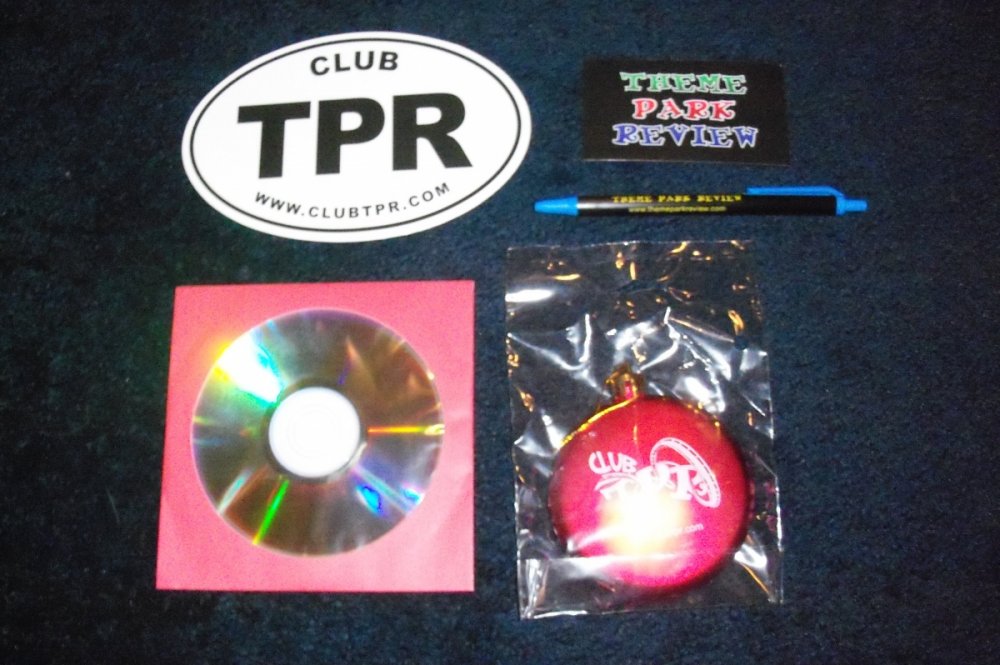 CLUB
TPR
WWW.CLUBTPR.COM
THEME
PARK
REVIEW
THEME PARK REVIEW
www.themeparkreview.com
CLUB